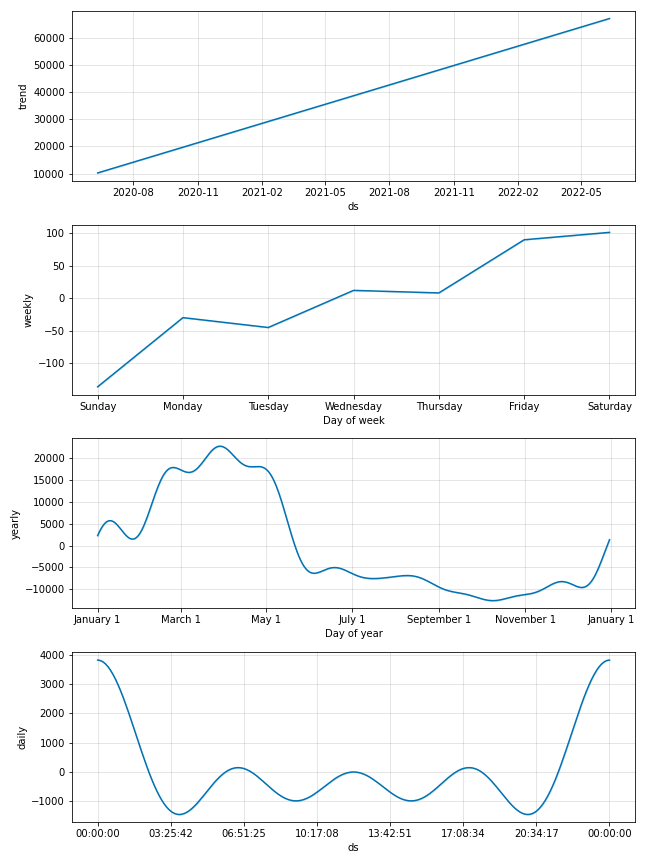 trend
60000
50000
40000
30000
20000
10000
2020-08 2020-11 2021-02 2021-05 2021-08 2021-11 2022-02 2022-05
ds
weekly
100
50
0
−50
−100
Sunday Monday Tuesday Wednesday Thursday Friday Saturday
Day of week
yearly
20000
15000
10000
5000
0
−5000
−10000
January 1 March 1 May 1 July 1 September 1 November 1 January 1
Day of year
daily
4000
3000
2000
1000
0
−1000
00:00:00 03:25:42 06:51:25 10:17:08 13:42:51 17:08:34 20:34:17 00:00:00
ds